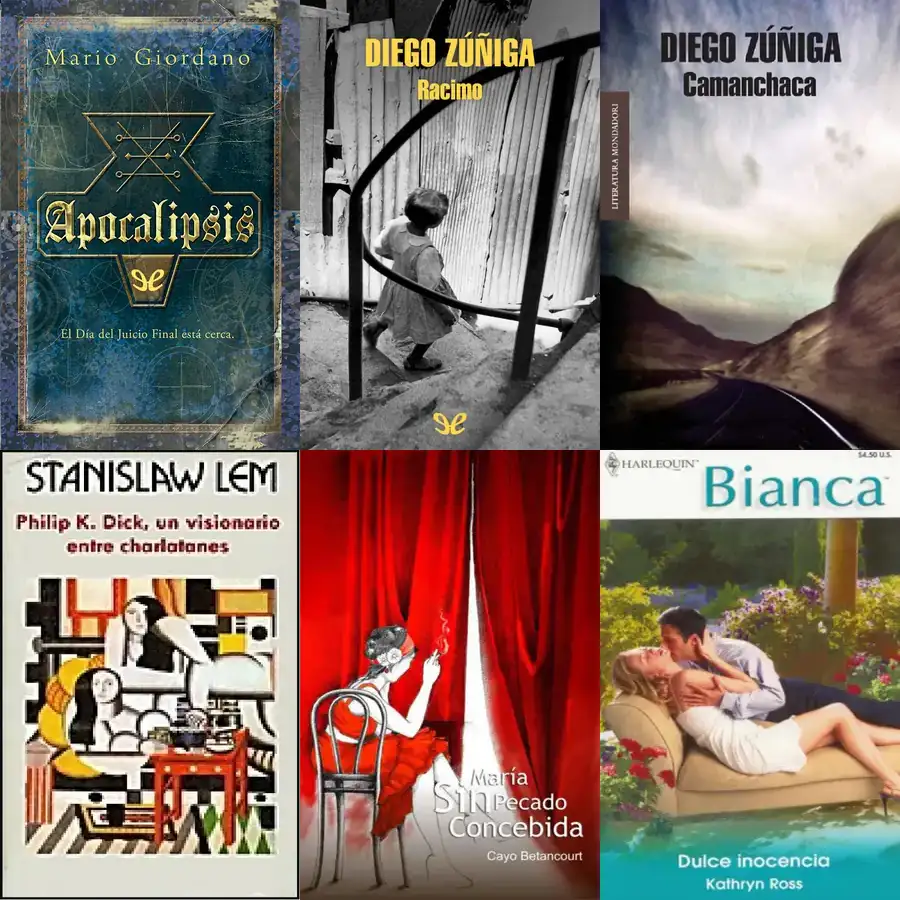 Mario Giordano
Apocalipsis
El Día del Juicio Final está cerca.
DIEGO ZÚÑIGA
Racimo
DIEGO ZÚÑIGA
Camanchaca
LITERATURA MONDADORI
STANISLAW LEM
Philip K. Dick, un visionario
entre charlatanes
María
Sin Pecado
Concebida
Cayo Betancourt
HARLEQUIN™
$4.50 U.S.
Bianca™
Dulce inocencia
Kathryn Ross